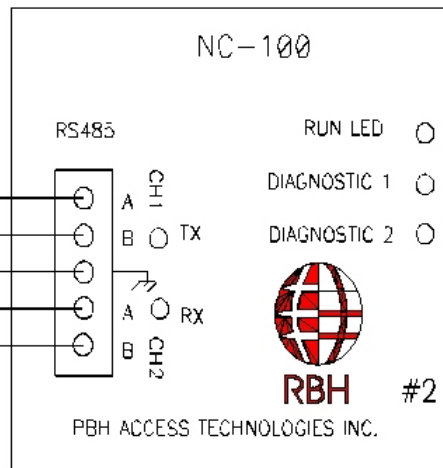 NC-100
RS485
RUN LED
CH1
A
DIAGNOSTIC 1
B
TX
DIAGNOSTIC 2
A
RX
B
CH2
RBH
#2
PBH ACCESS TECHNOLOGIES INC.